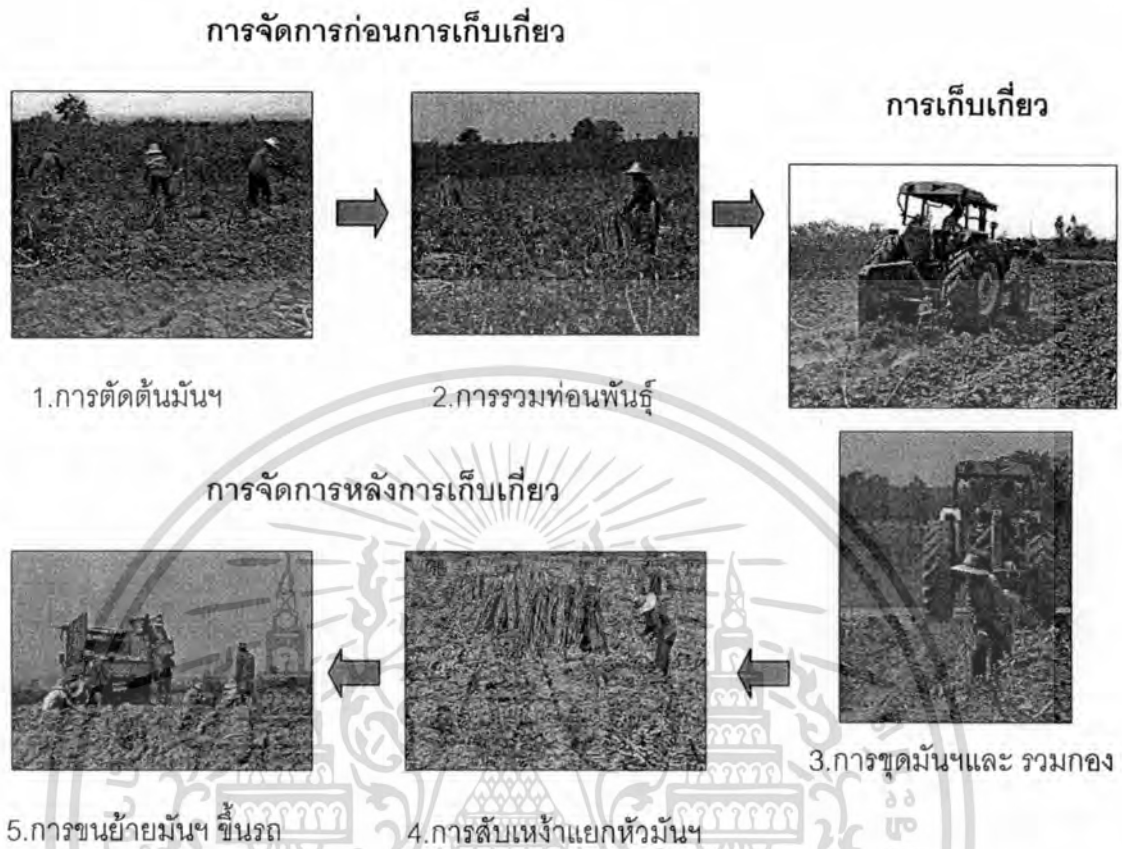 การจัดการก่อนการเก็บเกี่ยว
การเก็บเกี่ยว
1.การตัดต้นมันฯ
2.การรวมท่อนพันธุ์
3.การขุดมันฯและ รวมกอง
การจัดการหลังการเก็บเกี่ยว
4.การสับเหง้าแยกหัวมันฯ
5.การขนย้ายมันฯ ขึ้นรถ